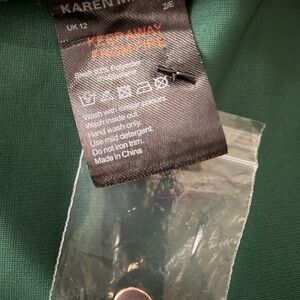 KAREN M
UK 12
2/E
KEEP AWAY
FROM FIRE
Wash with similar colours.
Wash inside out.
Hand wash only.
Use mild detergent.
Do not iron trim.
Made in China